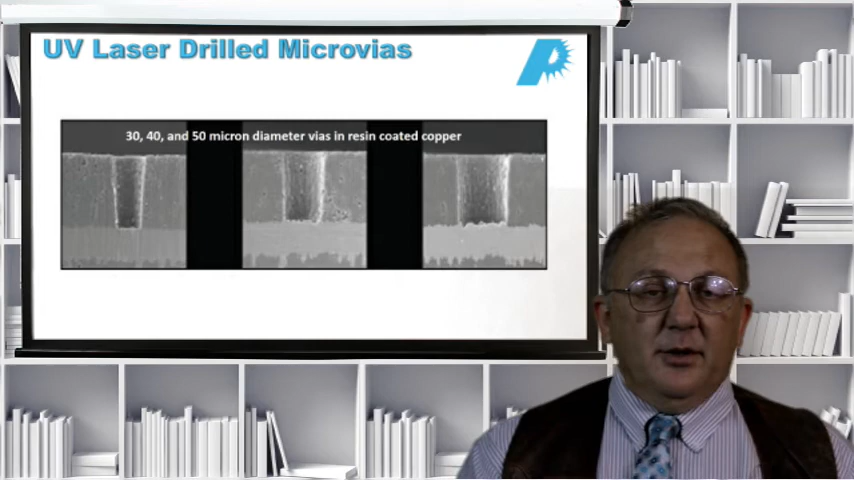 UV Laser Drilled Microvias
30, 40, and 50 micron diameter vias in resin coated copper